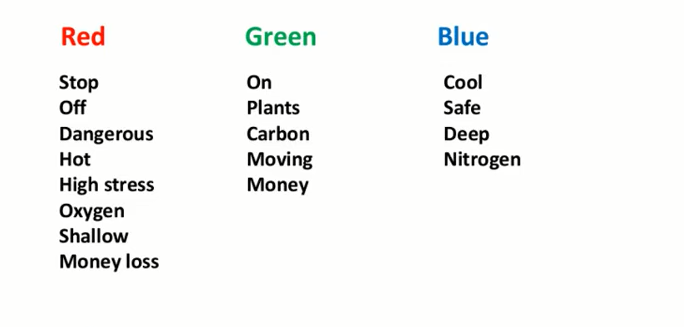 Red
Stop
Off
Dangerous
Hot
High stress
Oxygen
Shallow
Money loss
Green
On
Plants
Carbon
Moving
Money
Blue
Cool
Safe
Deep
Nitrogen